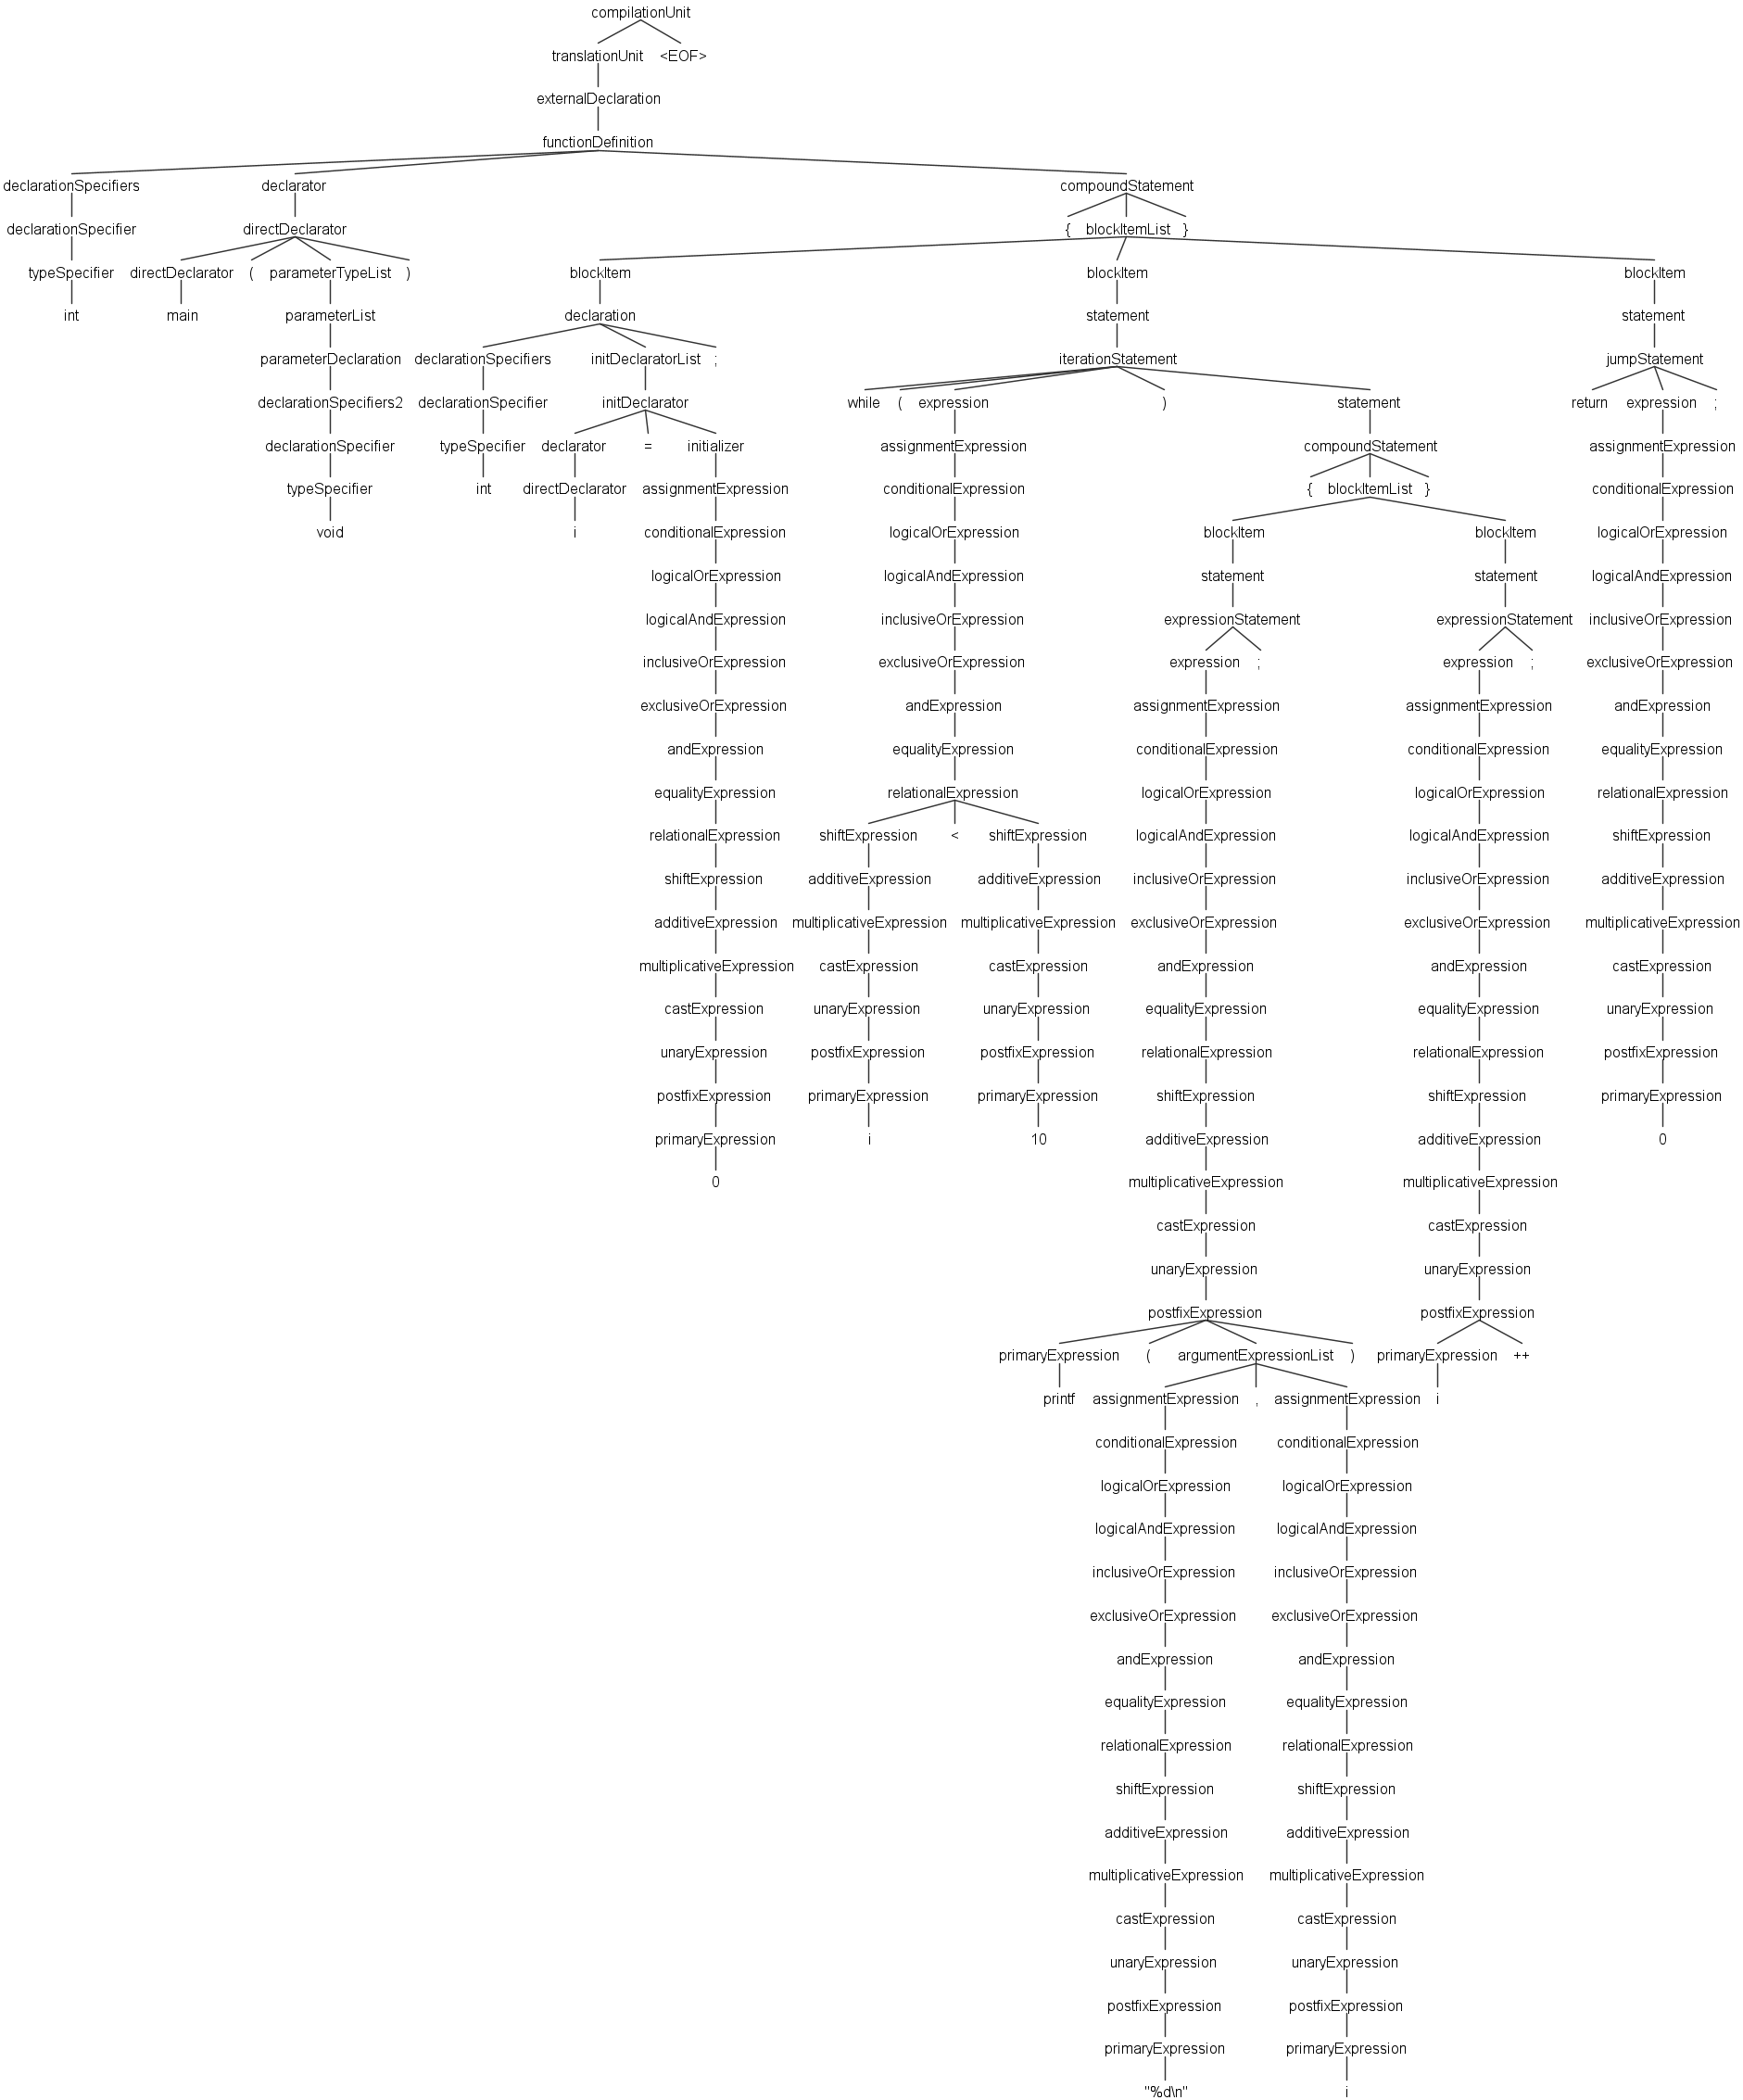 compilationUnit
translationUnit <EOF>
externalDeclaration
functionDefinition
declarationSpecifiers declarator compoundStatement
declarationSpecifier directDeclarator { blockItemList }
typeSpecifier directDeclarator ( parameterTypeList ) blockItem blockItem blockItem
int main parameterList declaration statement statement
parameterDeclaration declarationSpecifiers initDeclaratorList ; iterationStatement jumpStatement
declarationSpecifiers2 declarationSpecifier initDeclarator while ( expression ) statement return expression ;
declarationSpecifier typeSpecifier declarator = initializer assignmentExpression compoundStatement assignmentExpression
typeSpecifier int directDeclarator assignmentExpression conditionalExpression { blockItemList } conditionalExpression
void i conditionalExpression logicalOrExpression blockItem blockItem logicalOrExpression
logicalOrExpression logicalAndExpression statement statement logicalAndExpression
logicalAndExpression inclusiveOrExpression expressionStatement expressionStatement inclusiveOrExpression
inclusiveOrExpression exclusiveOrExpression expression ; expression ; exclusiveOrExpression
exclusiveOrExpression andExpression assignmentExpression assignmentExpression andExpression
andExpression equalityExpression conditionalExpression conditionalExpression equalityExpression
equalityExpression relationalExpression logicalOrExpression logicalOrExpression relationalExpression
relationalExpression shiftExpression < shiftExpression logicalAndExpression logicalAndExpression shiftExpression
shiftExpression additiveExpression additiveExpression inclusiveOrExpression inclusiveOrExpression additiveExpression
additiveExpression multiplicativeExpression multiplicativeExpression exclusiveOrExpression exclusiveOrExpression multiplicativeExpression
multiplicativeExpression castExpression castExpression andExpression andExpression castExpression
castExpression unaryExpression unaryExpression equalityExpression equalityExpression unaryExpression
unaryExpression postfixExpression postfixExpression relationalExpression relationalExpression postfixExpression
postfixExpression primaryExpression primaryExpression shiftExpression shiftExpression primaryExpression
primaryExpression i 10 additiveExpression additiveExpression 0
0 multiplicativeExpression multiplicativeExpression
castExpression castExpression
unaryExpression unaryExpression
postfixExpression postfixExpression
primaryExpression ( argumentExpressionList ) primaryExpression ++
printf assignmentExpression , assignmentExpression i
conditionalExpression conditionalExpression
logicalOrExpression logicalOrExpression
logicalAndExpression logicalAndExpression
inclusiveOrExpression inclusiveOrExpression
exclusiveOrExpression exclusiveOrExpression
andExpression andExpression
equalityExpression equalityExpression
relationalExpression relationalExpression
shiftExpression shiftExpression
additiveExpression additiveExpression
multiplicativeExpression multiplicativeExpression
castExpression castExpression
unaryExpression unaryExpression
postfixExpression postfixExpression
primaryExpression primaryExpression
"%d\n" i